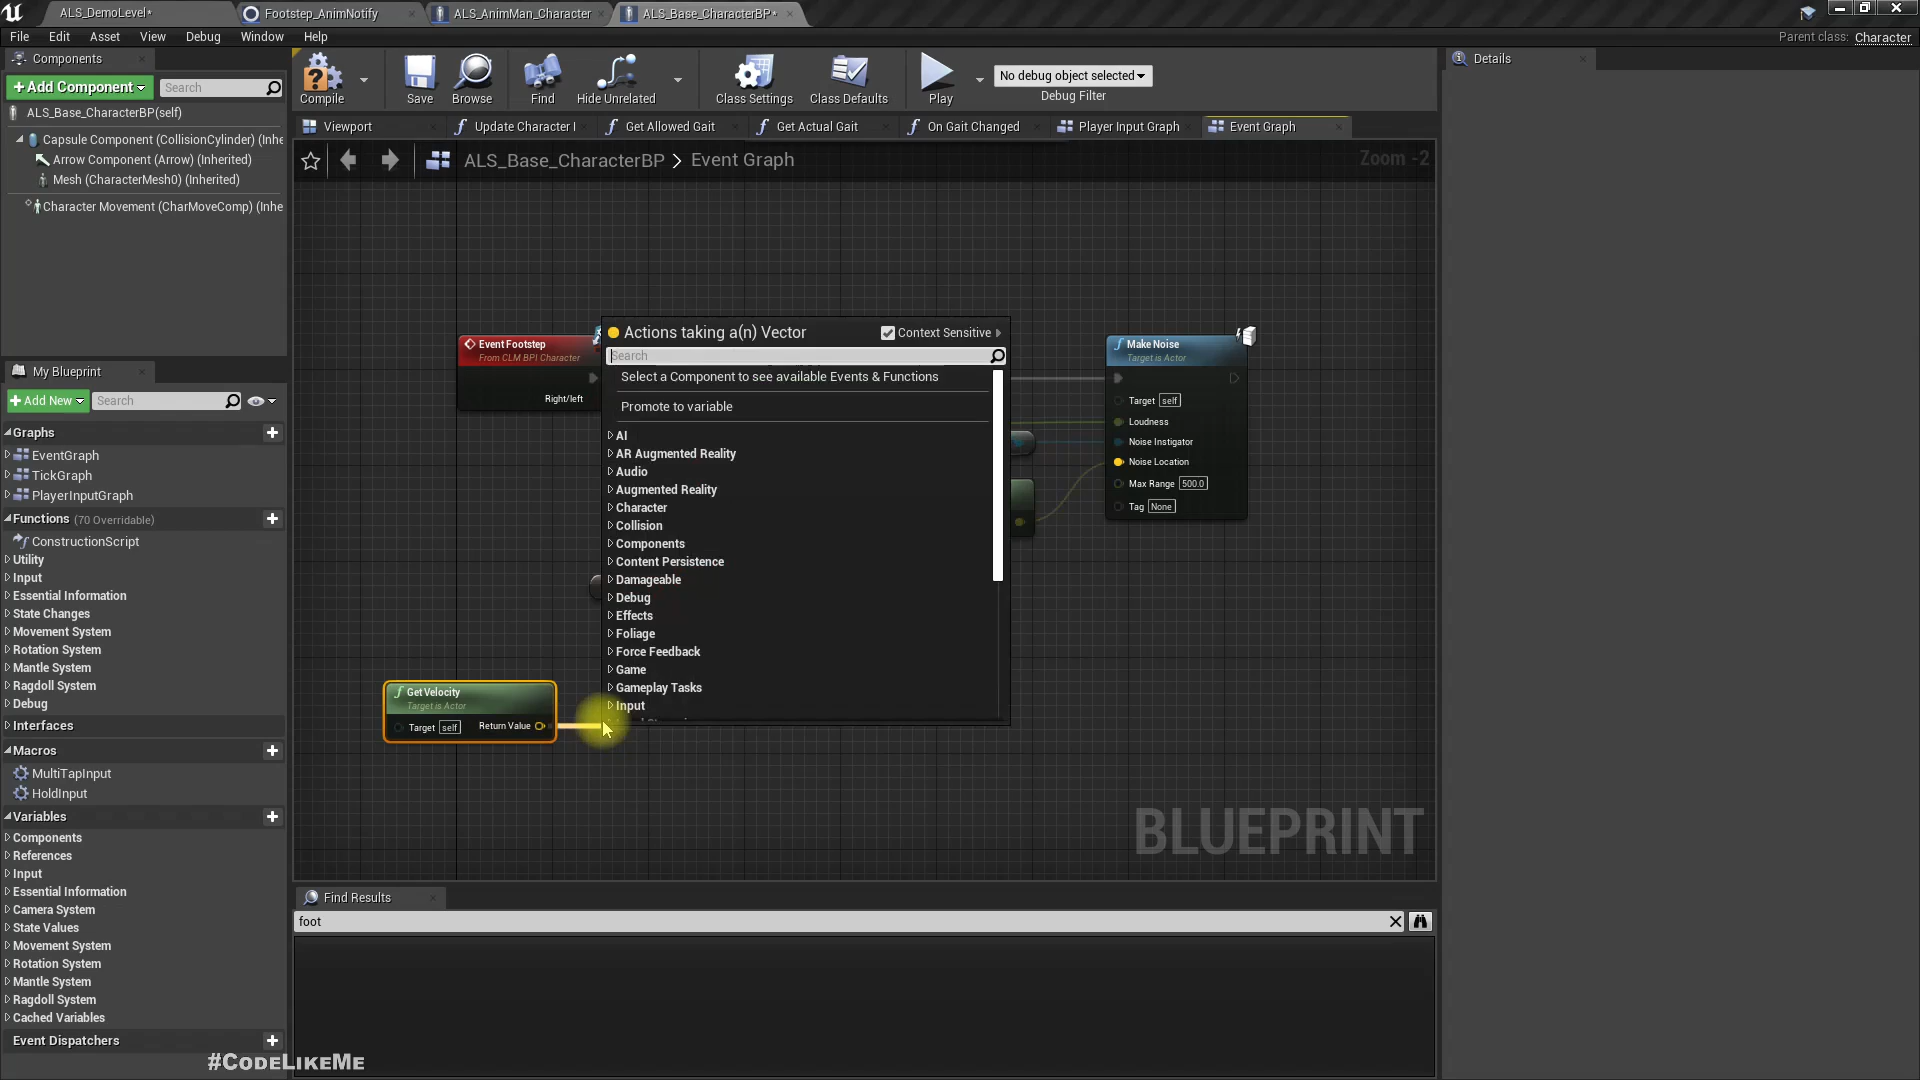 ALS_DemoLevel*
Footstep_AnimNotify
ALS_AnimMan_Character
ALS_Base_CharacterBP*
File
Edit
Asset
View
Debug
Window
Help
Parent class:
Character
Components
+Add Component
Search
ALS_Base_CharacterBP(self)
Capsule Component (CollisionCylinder) (Inhe
Arrow Component (Arrow) (Inherited)
Mesh (CharacterMesh0) (Inherited)
Character Movement (CharMoveComp) (Inhe
Compile
Save
Browse
Find
Hide Unrelated
Class Settings
Class Defaults
Play
No debug object selected
Debug Filter
Details
Viewport
Update Character I
Get Allowed Gait
Get Actual Gait
On Gait Changed
Player Input Graph
Event Graph
ALS_Base_CharacterBP > Event Graph
Zoom -2
Event Footstep
From CLM BPI Character
Right/left
Actions taking a(n) Vector
Context Sensitive
Search
Select a Component to see available Events & Functions
Promote to variable
AI
AR Augmented Reality
Audio
Augmented Reality
Character
Collision
Components
Content Persistence
Damageable
Debug
Effects
Foliage
Force Feedback
Game
Gameplay Tasks
Input
Make Noise
Target is Actor
Target self
Loudness
Noise Instigator
Noise Location
Max Range 500.0
Tag None
Get Velocity
Target is Actor
Target self
Return Value
BLUEPRINT
My Blueprint
+Add New
Search
Graphs
EventGraph
TickGraph
PlayerInputGraph
Functions (70 Overridable)
ConstructionScript
Utility
Input
Essential Information
State Changes
Movement System
Rotation System
Mantle System
Ragdoll System
Debug
Interfaces
Macros
MultiTapInput
HoldInput
Variables
Components
References
Input
Essential Information
Camera System
State Values
Movement System
Rotation System
Mantle System
Ragdoll System
Cached Variables
Event Dispatchers
Find Results
foot
#CodeLikeMe